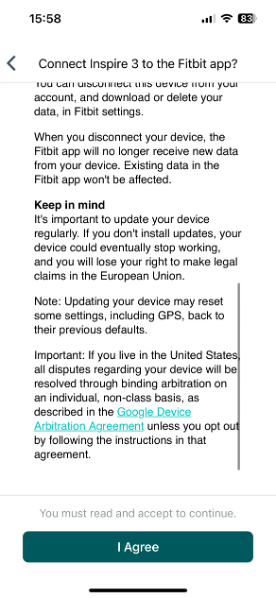 15:58
83
Connect Inspire 3 to the Fitbit app?
You can disconnect this device from your
account, and download or delete your
data, in Fitbit settings.
When you disconnect your device, the
Fitbit app will no longer receive new data
from your device. Existing data in the
Fitbit app won't be affected.
Keep in mind
It's important to update your device
regularly. If you don't install updates, your
device could eventually stop working,
and you will lose your right to make legal
claims in the European Union.
Note: Updating your device may reset
some settings, including GPS, back to
their previous defaults.
Important: If you live in the United States,
all disputes regarding your device will be
resolved through binding arbitration on
an individual, non-class basis, as
described in the Google Device
Arbitration Agreement unless you opt out
by following the instructions in that
agreement.
You must read and accept to continue.
I Agree